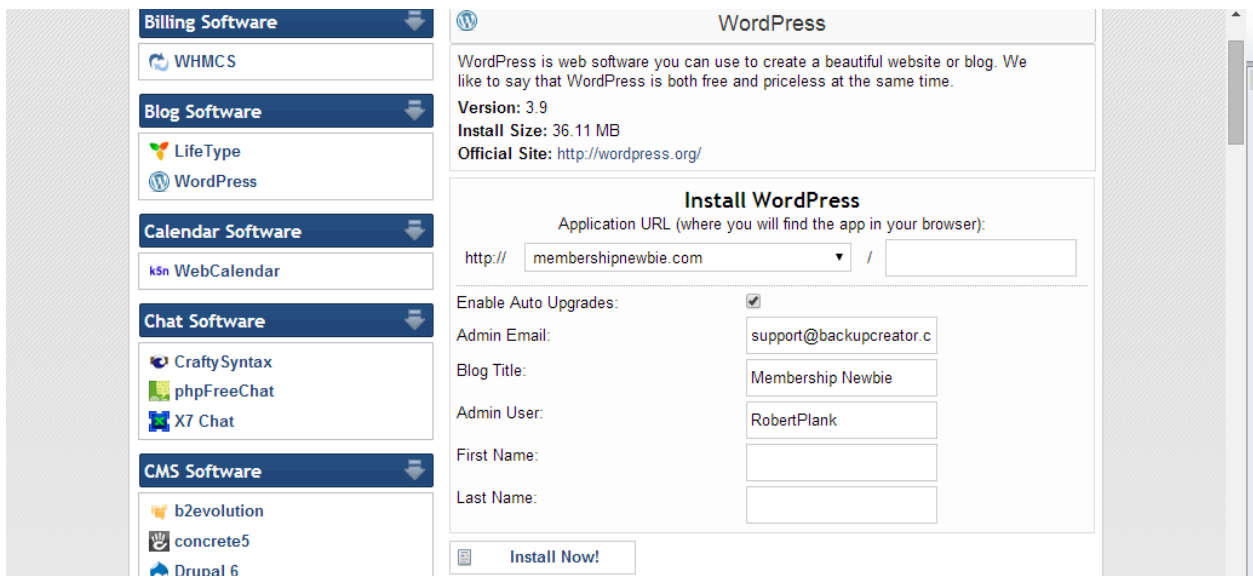 Billing Software
WHMCS
Blog Software
LifeType
WordPress
Calendar Software
k5n WebCalendar
Chat Software
CraftySyntax
phpFreeChat
X7 Chat
CMS Software
b2evolution
concrete5
Drupal 6
WordPress
WordPress is web software you can use to create a beautiful website or blog. We
like to say that WordPress is both free and priceless at the same time.
Version: 3.9
Install Size: 36.11 MB
Official Site: http://wordpress.org/
Install WordPress
Application URL (where you will find the app in your browser):
http:// membershipnewbie.com /
Enable Auto Upgrades:
Admin Email: support@backupcreator.c
Blog Title: Membership Newbie
Admin User: RobertPlank
First Name:
Last Name:
Install Now!